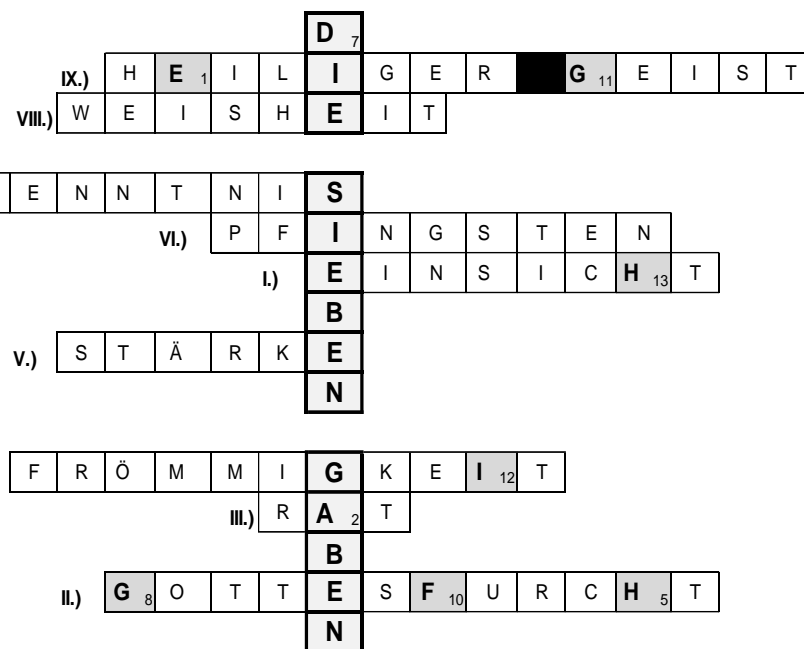 D 7
IX.) H E 1 I L I G E R G 11 E I S T
VIII.) W E I S H E I T
E N N T N I S
VI.) P F I N G S T E N
I.) E I N S I C H 13 T
B
V.) S T Ä R K E
N
F R Ö M M I G K E I 12 T
III.) R A 2 T
B
II.) G 8 O T T E S F 10 U R C H 5 T
N